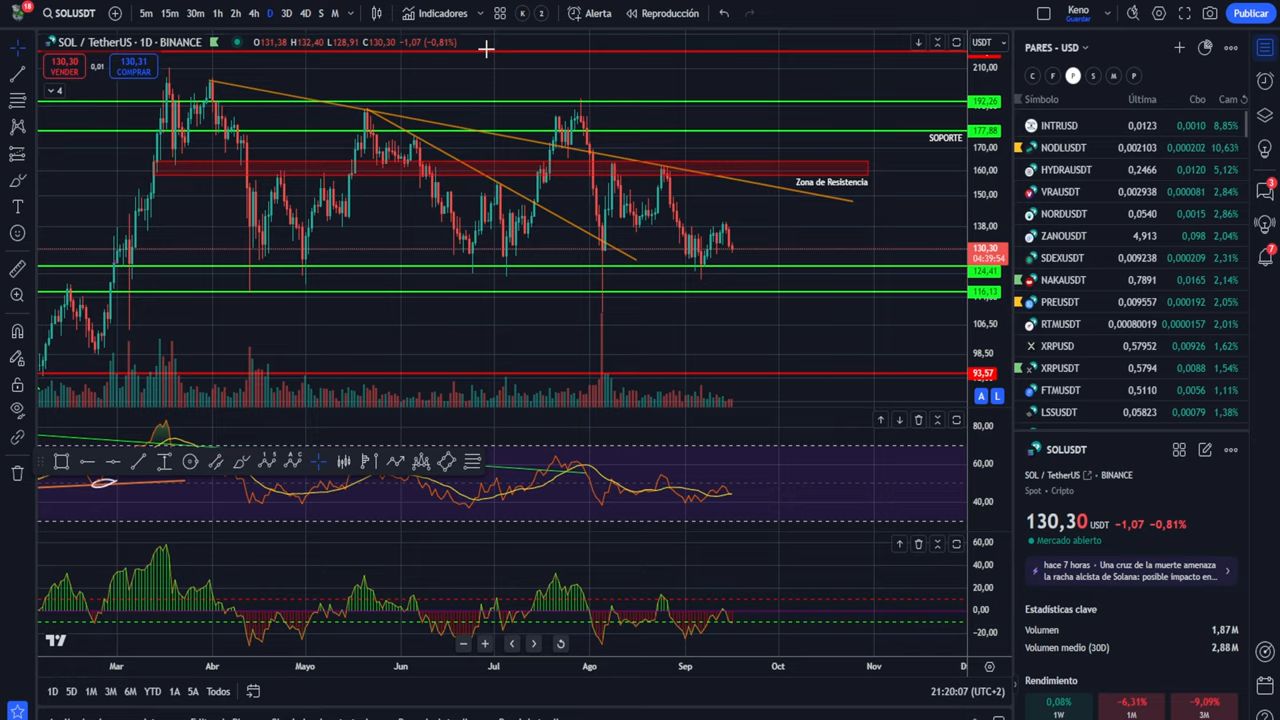 18
SOLUSDT
5m 15m 30m 1h 2h 4h D 3D 4D S M
Indicadores
K 2
Alerta
Reproducción
Keno
Guardar
Publicar
SOL / TetherUS · 1D · BINANCE
O131,38 H132,40 L128,91 C130,30 -1,07 (-0,81%)
USDT
130,30
VENDER
0,01
130,31
COMPRAR
4
210,00
192,26
177,88
SOPORTE
170,00
160,00
Zona de Resistencia
150,00
138,00
130,30
04:39:54
124,41
116,13
106,50
98,50
93,57
A L
80,00
60,00
40,00
60,00
40,00
20,00
0,00
-20,00
Mar Abr Mayo Jun Jul Ago Sep Oct Nov D
1D 5D 1M 3M 6M YTD 1A 5A Todos
21:20:07 (UTC+2)
PARES - USD
C F P S M P
Símbolo Última Cbo Cam
INTRUSD 0,0123 0,0010 8,85%
NODLUSDT 0,002103 0,000202 10,63%
HYDRAUSDT 0,2466 0,0120 5,12%
VRAUSDT 0,002938 0,000081 2,84%
NORDUSDT 0,0540 0,0015 2,86%
ZANOUSDT 4,913 0,098 2,04%
SDEXUSDT 0,009238 0,000209 2,31%
NAKAUSDT 0,7891 0,0165 2,14%
PREUSDT 0,009557 0,000192 2,05%
RTMUSDT 0,00080019 0,0000157 2,01%
XRPUSD 0,57952 0,00926 1,62%
XRPUSDT 0,5794 0,0088 1,54%
FTMUSDT 0,5110 0,0056 1,11%
LSSUSDT 0,05823 0,00079 1,38%
SOLUSDT
SOL / TetherUS · BINANCE
Spot • Cripto
130,30 USDT -1,07 -0,81%
Mercado abierto
hace 7 horas • Una cruz de la muerte amenaza
la racha alcista de Solana: posible impacto en...
Estadísticas clave
Volumen 1,87M
Volumen medio (30D) 2,88M
Rendimiento
0,08% -6,31% -9,09%
1W 1M 3M
3
7